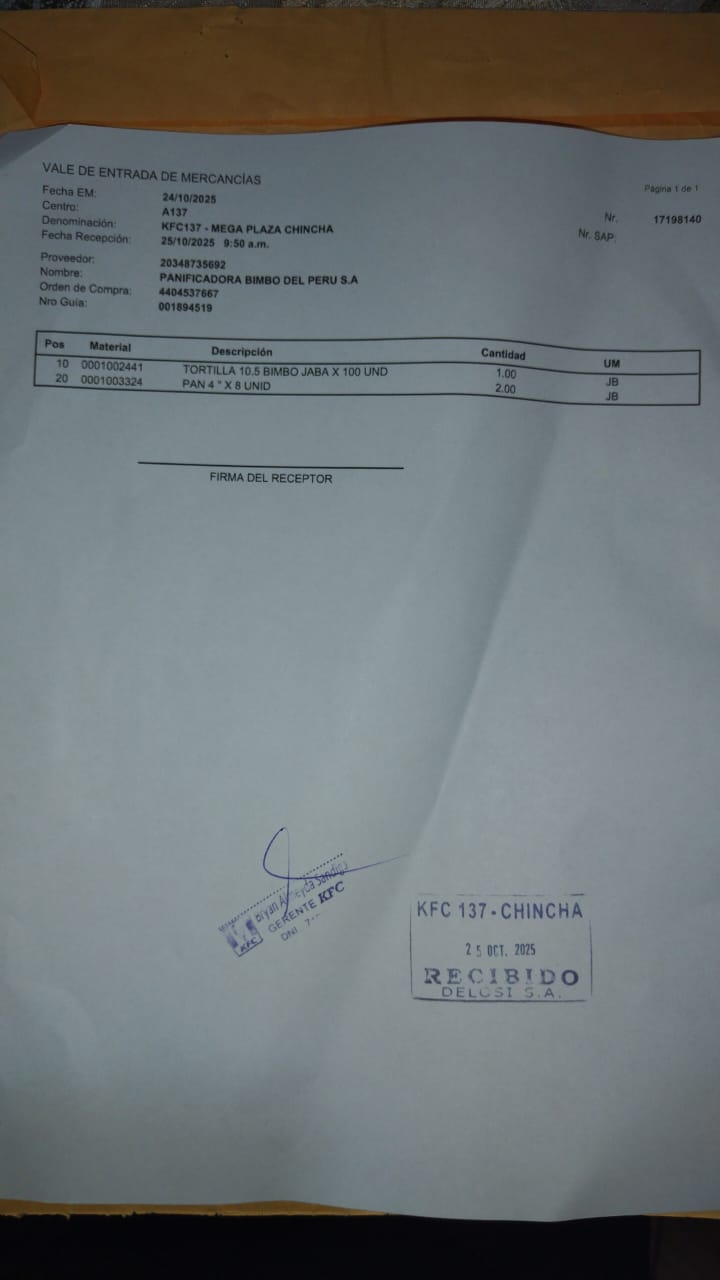 VALE DE ENTRADA DE MERCANCÍAS
Página 1 de 1
Fecha EM: 24/10/2025
Centro: A137
Nr. 17198140
Denominación: KFC137 - MEGA PLAZA CHINCHA
Nr. SAP:
Fecha Recepción: 25/10/2025 9:50 a.m.
Proveedor: 20348735692
Nombre: PANIFICADORA BIMBO DEL PERU S.A
Orden de Compra: 4404537667
Nro Guía: 001894519
Pos Material Descripción Cantidad UM
10 0001002441 TORTILLA 10.5 BIMBO JABA X 100 UND 1.00 JB
20 0001003324 PAN 4 " X 8 UNID 2.00 JB
FIRMA DEL RECEPTOR
Bryan
GERENTE KFC
KFC
DNI
KFC 137-CHINCHA
25 OCT. 2025
RECIBIDO
DELOSI S.A.